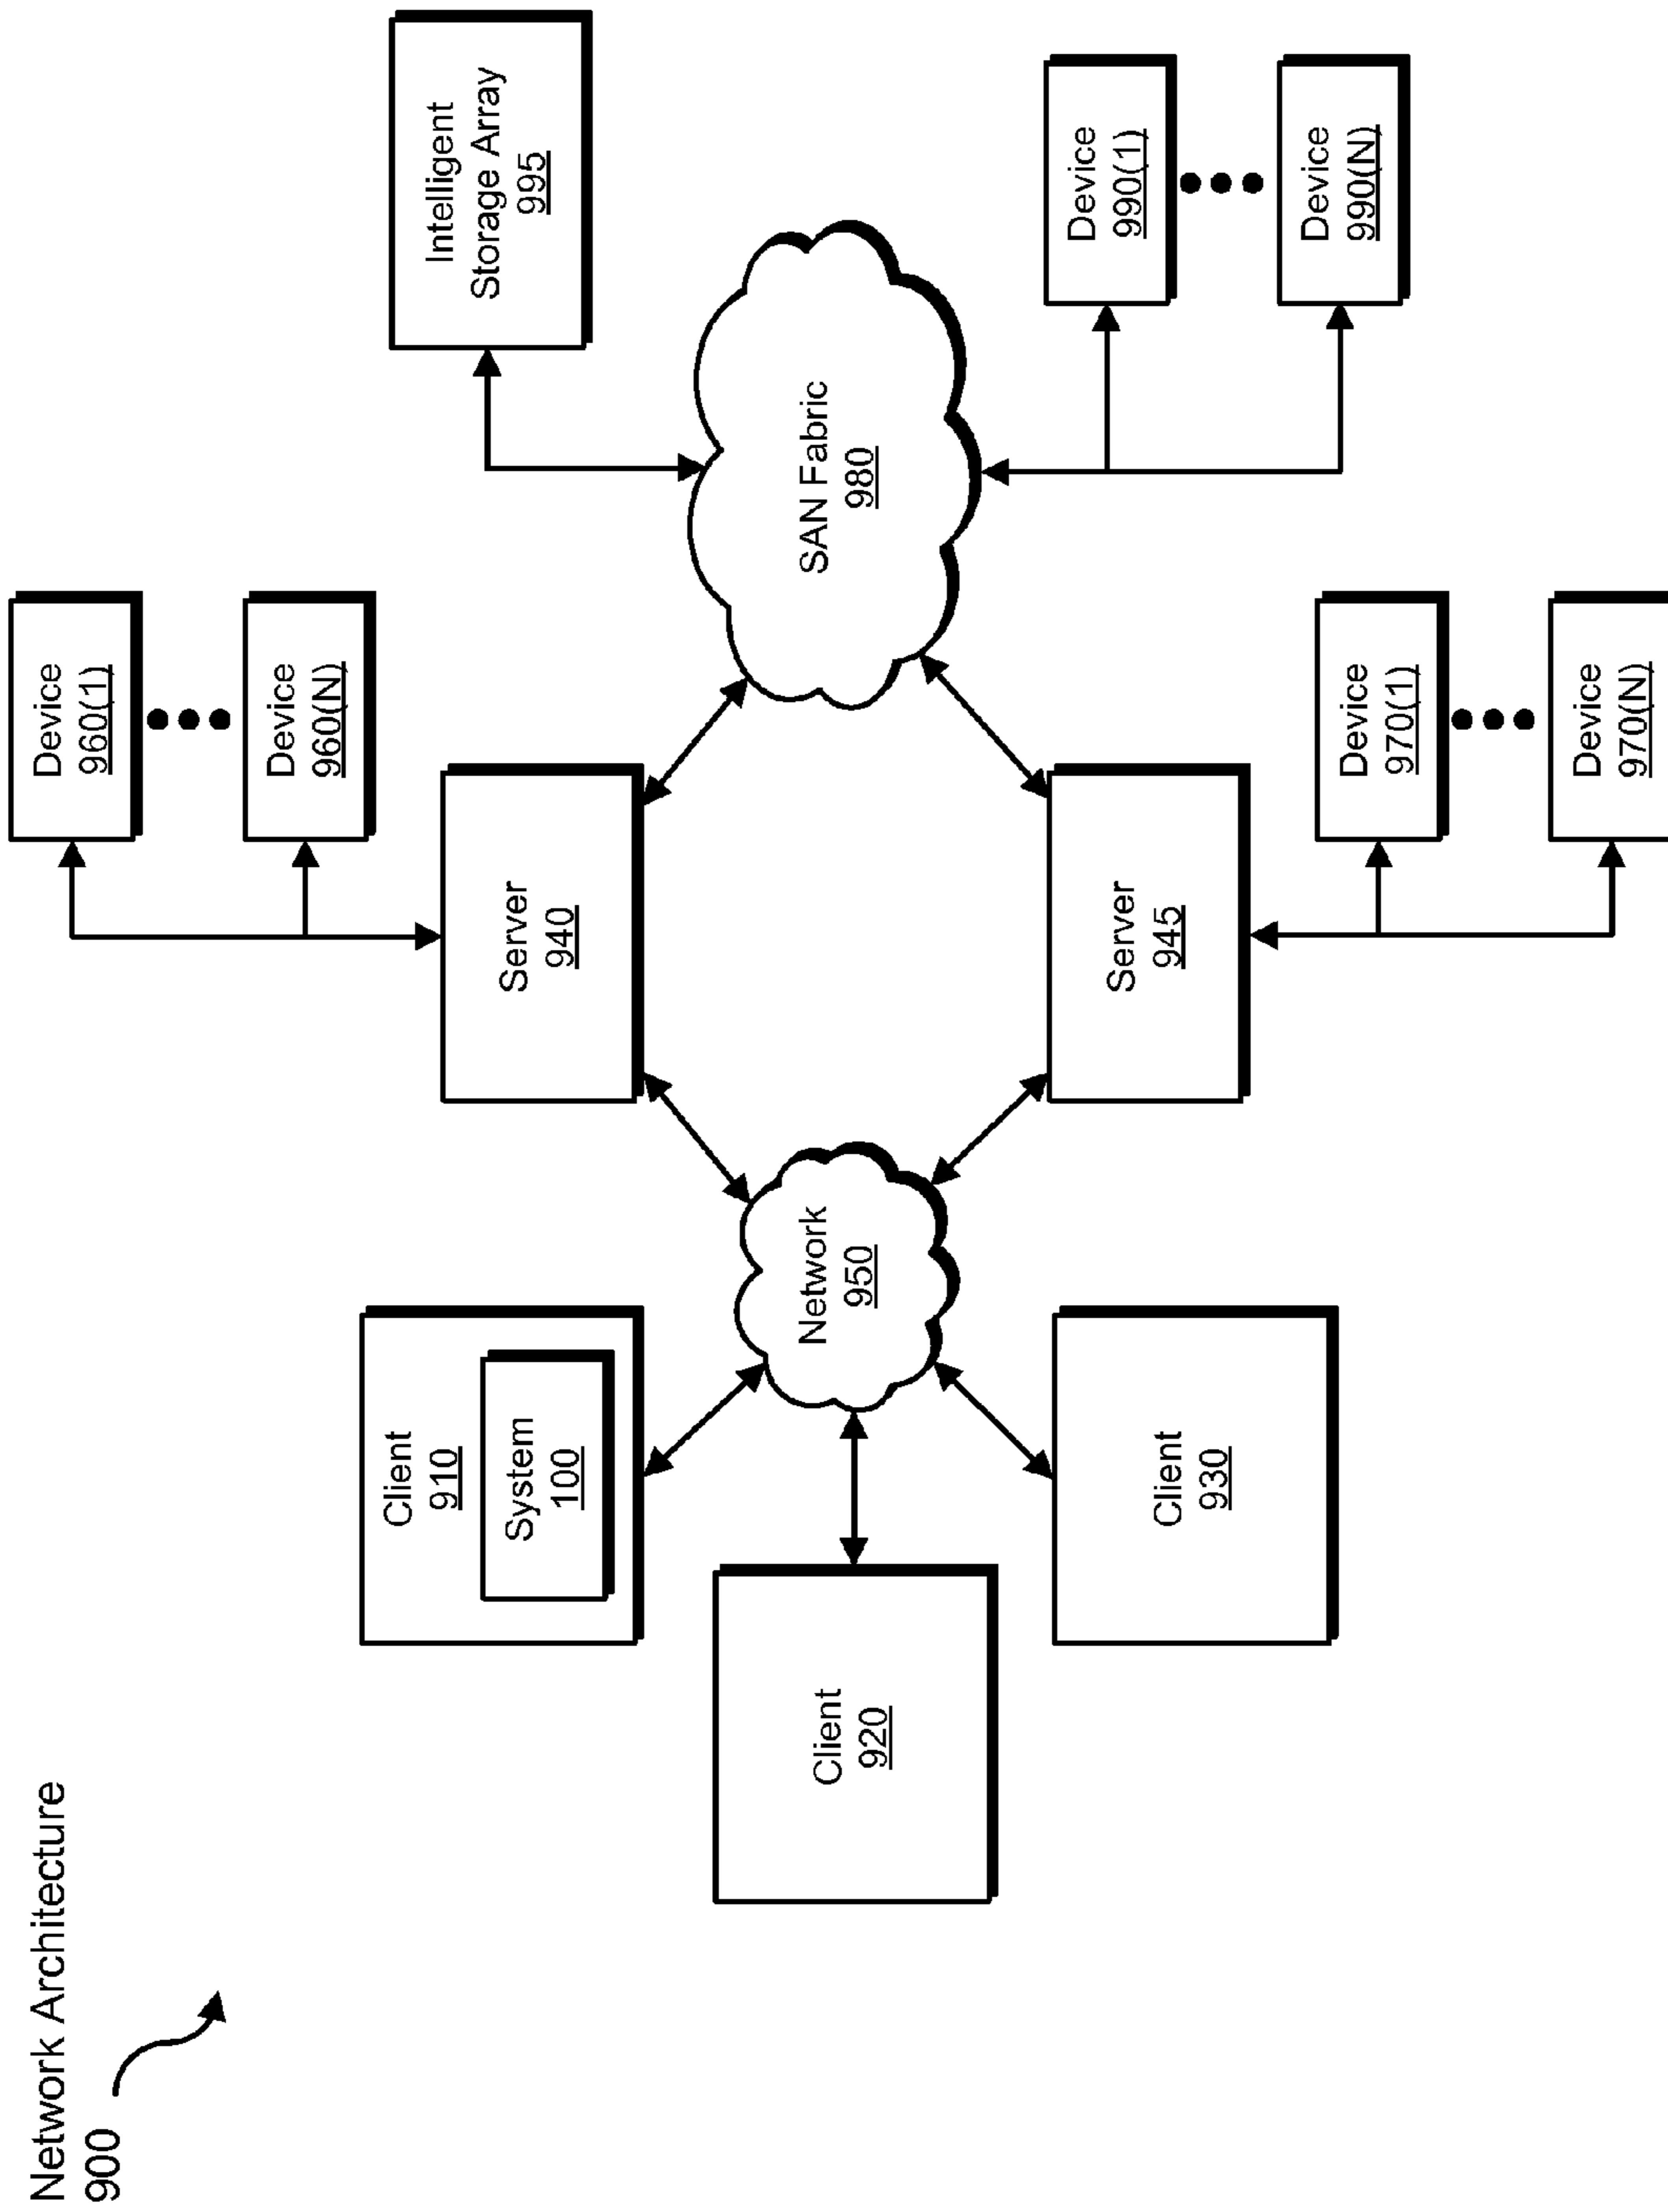 Network Architecture
900
Device
960(1)
Device
960(N)
Intelligent
Storage Array
995
Client
910
System
100
Server
940
Client
920
Network
950
SAN Fabric
980
Client
930
Server
945
Device
990(1)
Device
990(N)
Device
970(1)
Device
970(N)